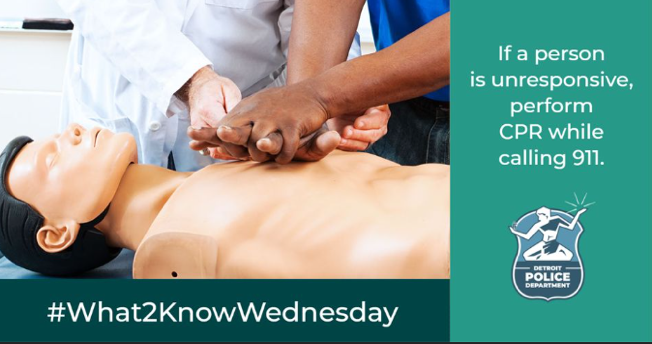 If a person
is unresponsive,
perform
CPR while
calling 911.
DETROIT
POLICE
DEPARTMENT
#What2KnowWednesday